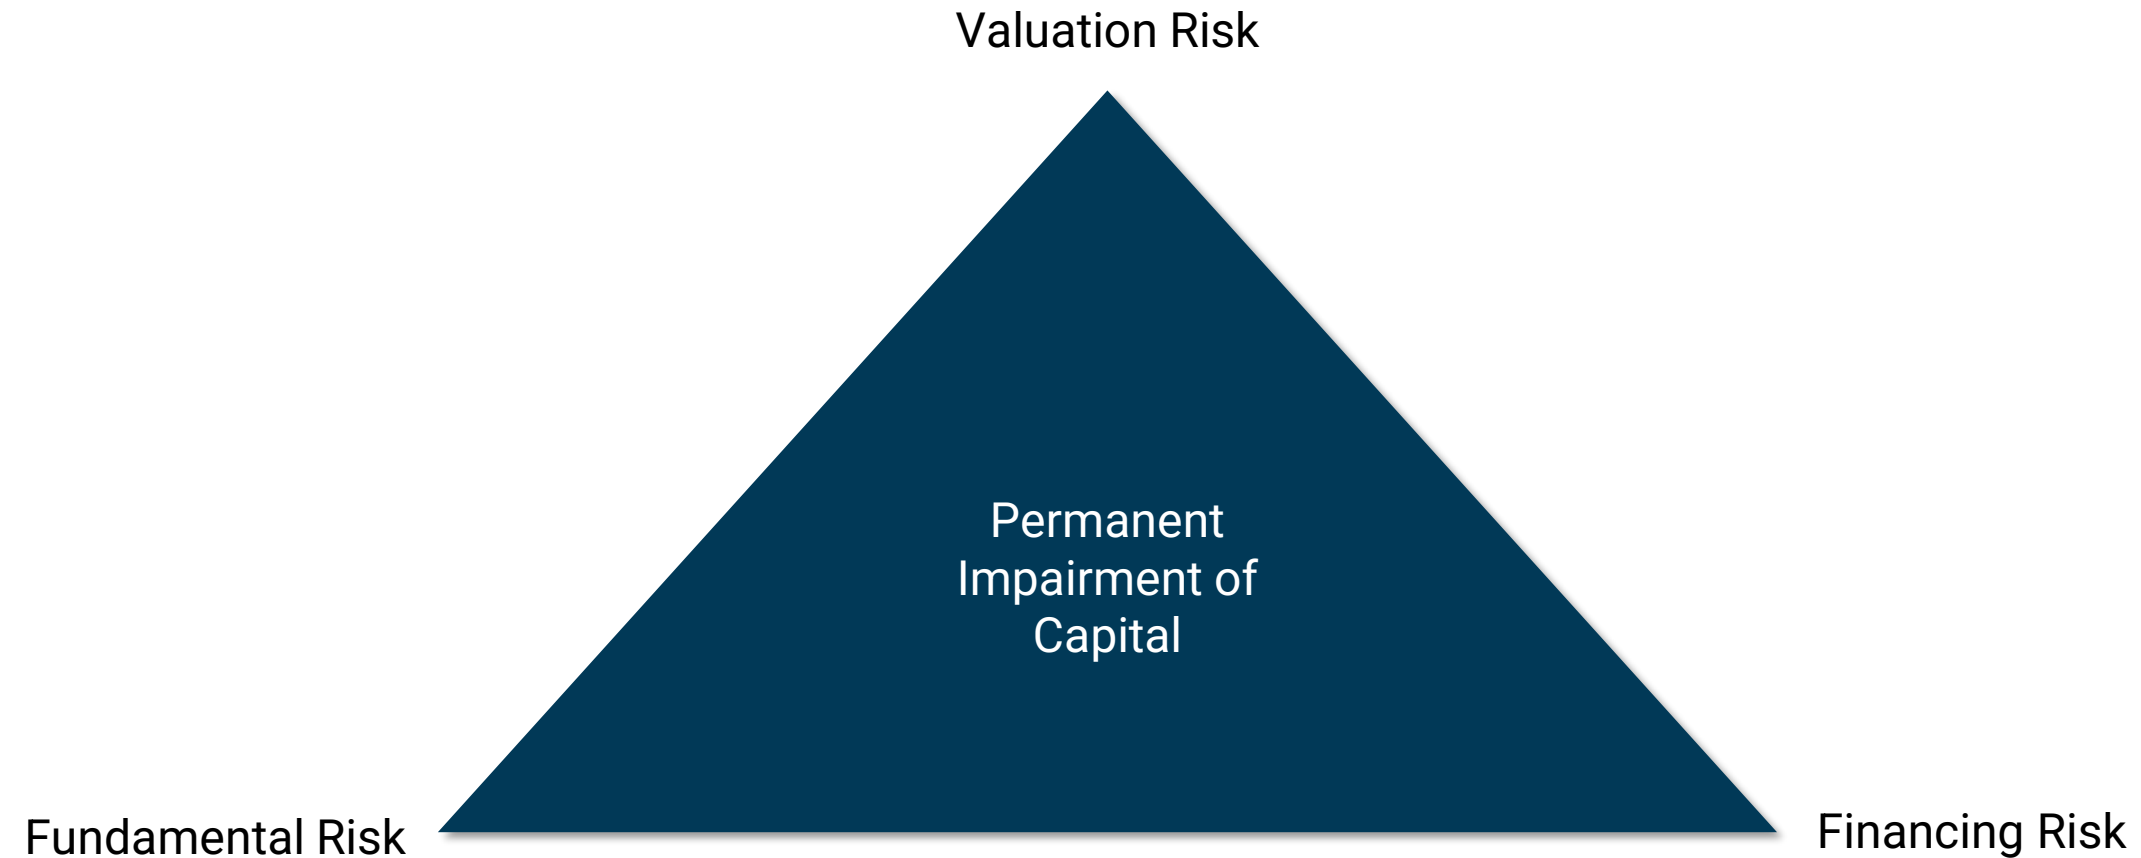 Valuation Risk
Permanent
Impairment of
Capital
Fundamental Risk
Financing Risk